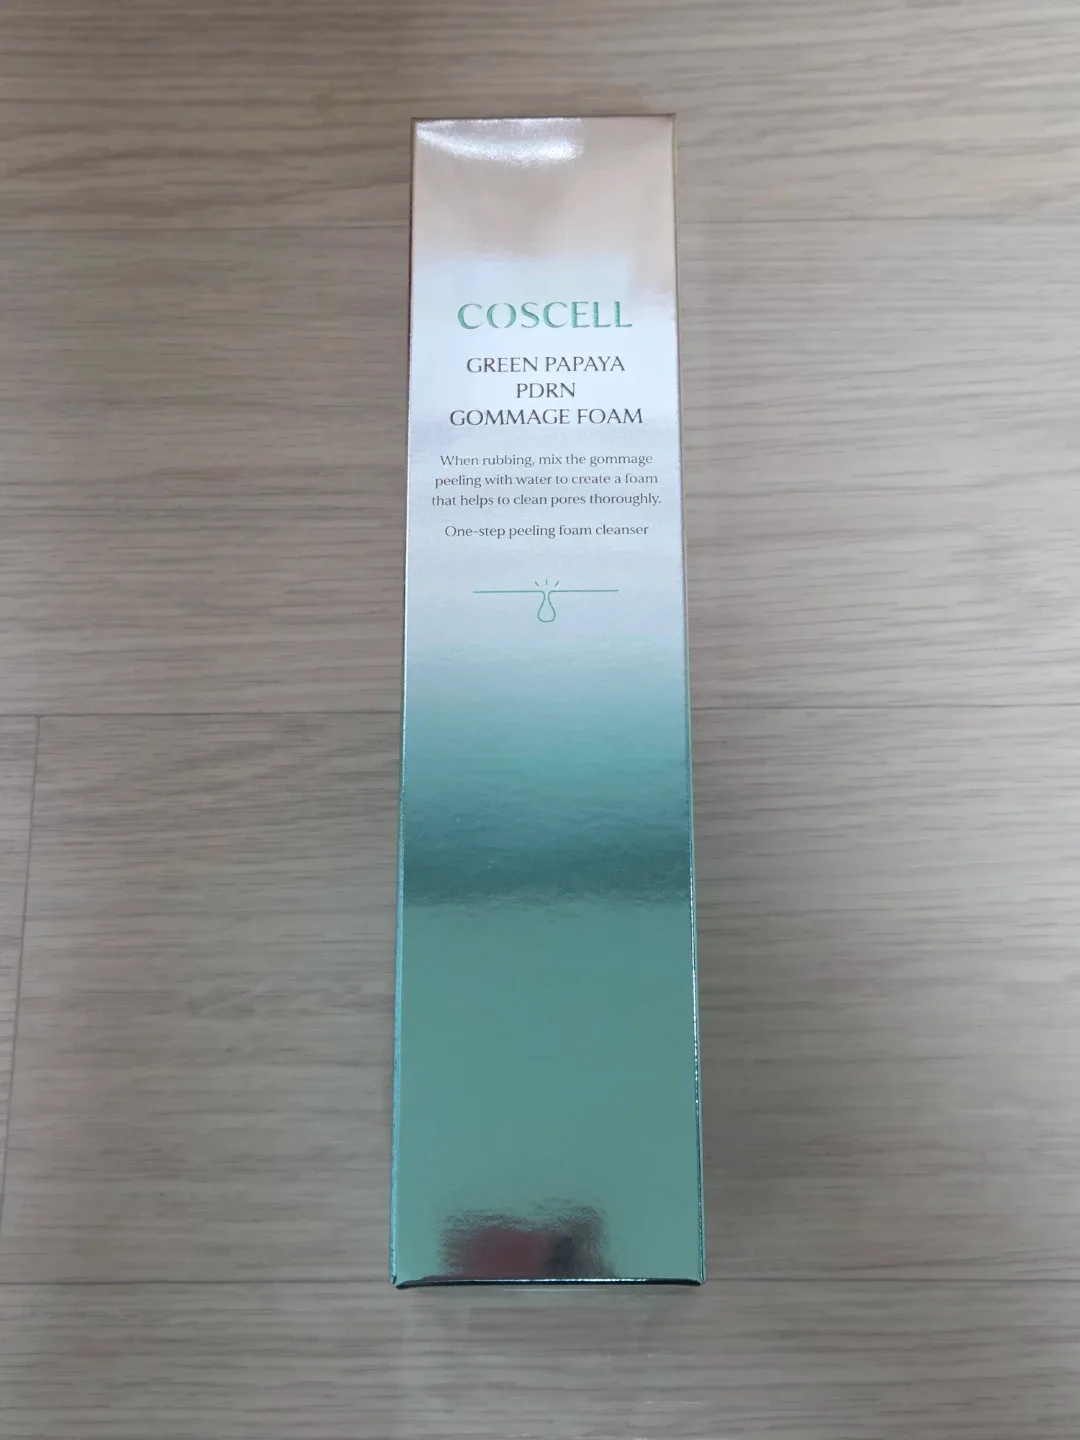 COSCELL
GREEN PAPAYA
PDRN
GOMMAGE FOAM
When rubbing, mix the gommage
peeling with water to create a foam
that helps to clean pores thoroughly.
One-step peeling foam cleanser